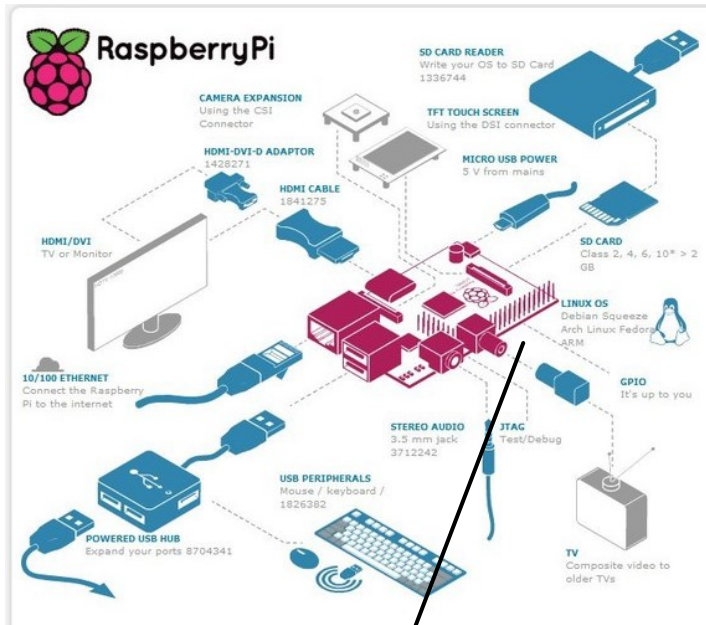 RaspberryPi
SD CARD READER
Write your OS to SD Card
1336744
CAMERA EXPANSION
Using the CSI
Connector
TFT TOUCH SCREEN
Using the DSI connector
HDMI-DVI-D ADAPTOR
1428271
MICRO USB POWER
5 V from mains
HDMI CABLE
1841275
HDMI/DVI
TV or Monitor
SD CARD
Class 2, 4, 6, 10* > 2
GB
LINUX OS
Debian Squeeze
Arch Linux Fedora
ARM
10/100 ETHERNET
Connect the Raspberry
Pi to the internet
GPIO
It's up to you
STEREO AUDIO
3.5 mm jack
3712242
JTAG
Test/Debug
USB PERIPHERALS
Mouse / keyboard /
1826382
POWERED USB HUB
Expand your ports 8704341
TV
Composite video to
older TVs